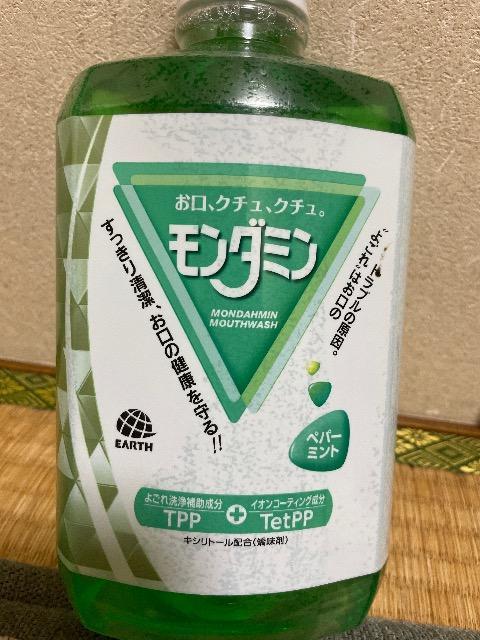 お口、クチュ、クチュ。
モンダミン
MONDAHMIN
MOUTHWASH
すっきり清潔、お口の健康を守る!!
"よごれ"はお口の
トラブルの原因。
ペパー
ミント
EARTH
よごれ洗浄補助成分
TPP
+
イオンコーティング成分
TetPP
キシリトール配合(矯味剤)